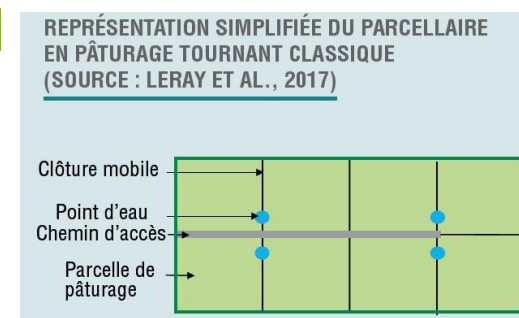 REPRÉSENTATION SIMPLIFIÉE DU PARCELLAIRE
EN PÂTURAGE TOURNANT CLASSIQUE
(SOURCE : LERAY ET AL., 2017)
Clôture mobile
Point d'eau
Chemin d'accès
Parcelle de
pâturage